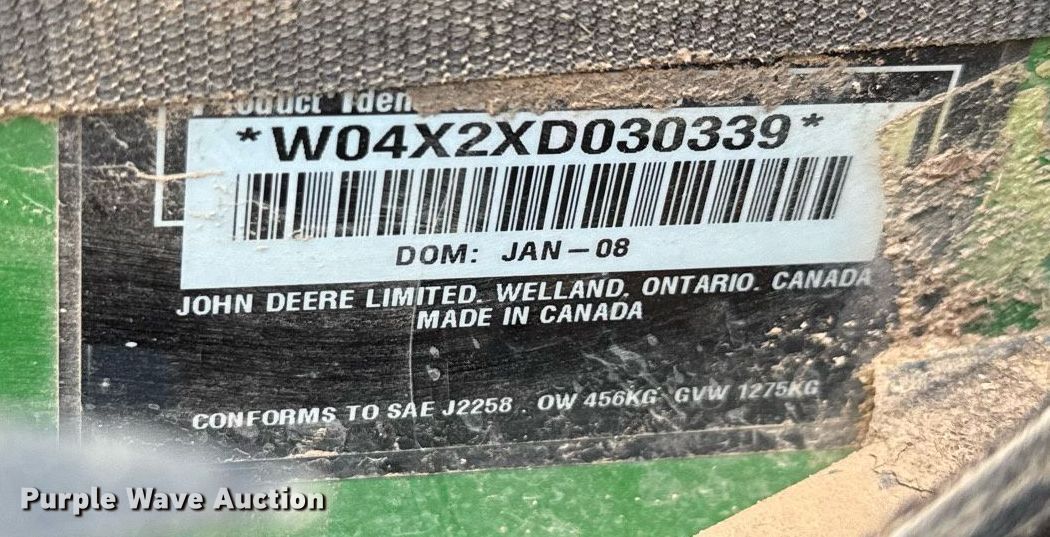 *W04X2XD030339*
DOM: JAN-08
JOHN DEERE LIMITED. WELLAND, ONTARIO. CANADA
MADE IN CANADA
CONFORMS TO SAE J2258 . OW 456KG GVW 1275KG
Purple Wave Auction